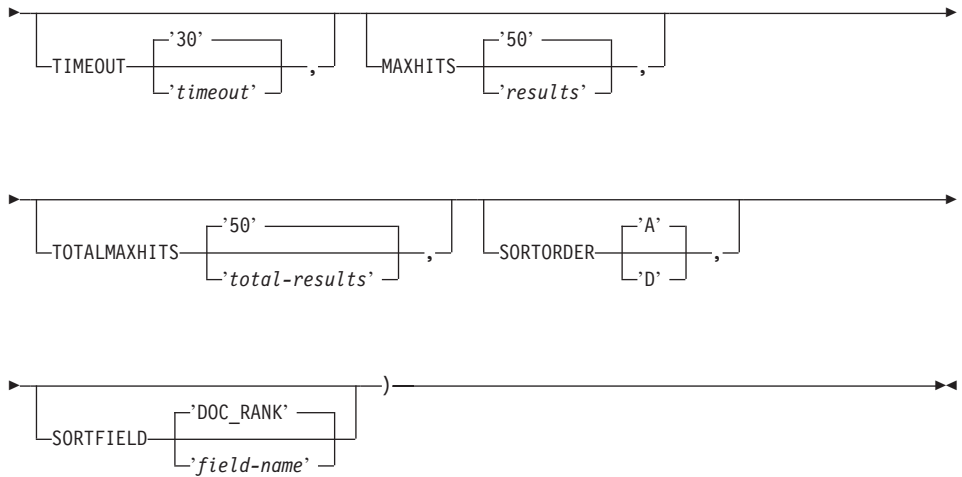 ’30’ ’50’
TIMEOUT , MAXHITS ,
’timeout’ ’results’
’50’ ’A’
TOTALMAXHITS , SORTORDER ,
’total-results’ ’D’
)
’DOC_RANK’
SORTFIELD
’field-name’